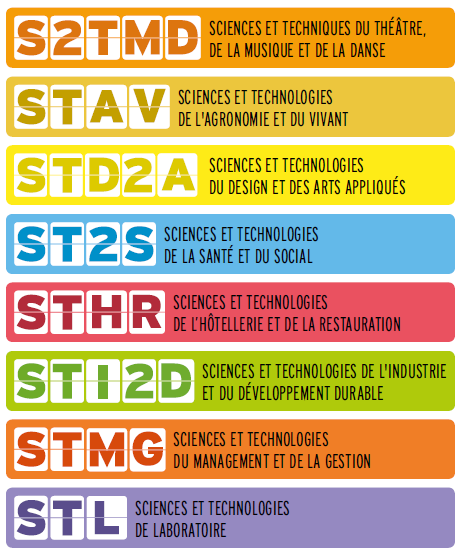 S2TMD
SCIENCES ET TECHNIQUES DU THÉÂTRE,
DE LA MUSIQUE ET DE LA DANSE
STAV
SCIENCES ET TECHNOLOGIES
DE L'AGRONOMIE ET DU VIVANT
STD2A
SCIENCES ET TECHNOLOGIES
DU DESIGN ET DES ARTS APPLIQUÉS
ST2S
SCIENCES ET TECHNOLOGIES
DE LA SANTÉ ET DU SOCIAL
STHR
SCIENCES ET TECHNOLOGIES
DE L'HÔTELLERIE ET DE LA RESTAURATION
STI2D
SCIENCES ET TECHNOLOGIES DE L'INDUSTRIE
ET DU DÉVELOPPEMENT DURABLE
STMG
SCIENCES ET TECHNOLOGIES
DU MANAGEMENT ET DE LA GESTION
STL
SCIENCES ET TECHNOLOGIES
DE LABORATOIRE